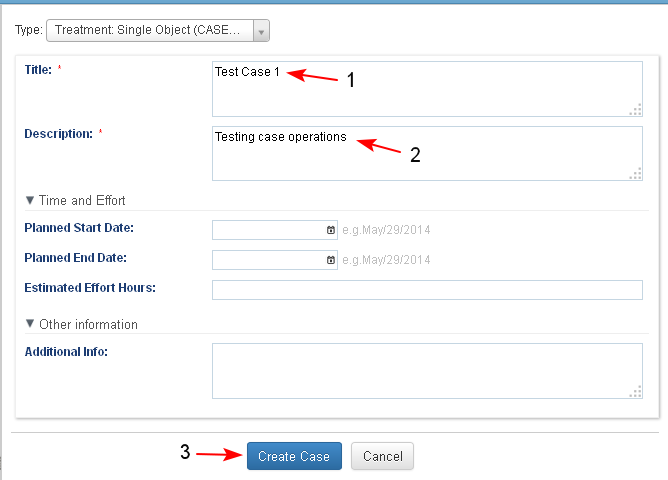 Type: Treatment: Single Object (CASE...
Title: *
Test Case 1
1
Description: *
Testing case operations
2
Time and Effort
Planned Start Date:
e.g.May/29/2014
Planned End Date:
e.g.May/29/2014
Estimated Effort Hours:
Other information
Additional Info:
3
Create Case
Cancel